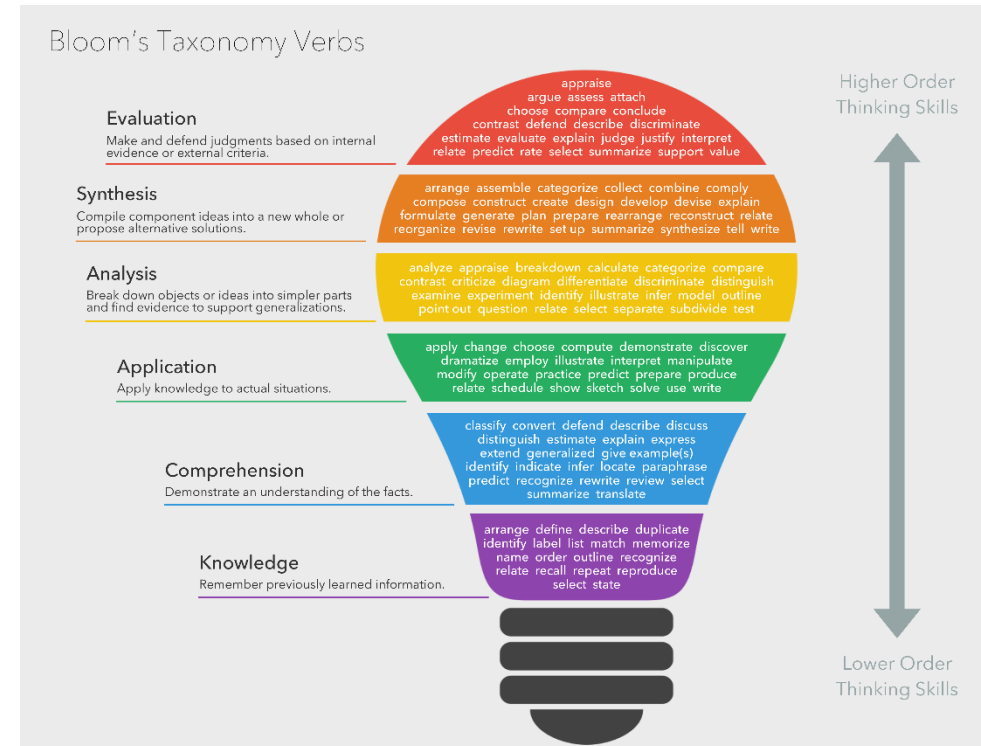 Bloom's Taxonomy Verbs
Higher Order
Thinking Skills
Evaluation
Make and defend judgments based on internal
evidence or external criteria.
appraise
argue assess attach
choose compare conclude
contrast defend describe discriminate
estimate evaluate explain judge justify interpret
relate predict rate select summarize support value
Synthesis
Compile component ideas into a new whole or
propose alternative solutions.
arrange assemble categorize collect combine comply
compose construct create design develop devise explain
formulate generate plan prepare rearrange reconstruct relate
reorganize revise rewrite set up summarize synthesize tell write
Analysis
Break down objects or ideas into simpler parts
and find evidence to support generalizations.
analyze appraise breakdown calculate categorize compare
contrast criticize diagram differentiate discriminate distinguish
examine experiment identify illustrate infer model outline
point out question relate select separate subdivide test
Application
Apply knowledge to actual situations.
apply change choose compute demonstrate discover
dramatize employ illustrate interpret manipulate
modify operate practice predict prepare produce
relate schedule show sketch solve use write
Comprehension
Demonstrate an understanding of the facts.
classify convert defend describe discuss
distinguish estimate explain express
extend generalized give example(s)
identify indicate infer locate paraphrase
predict recognize rewrite review select
summarize translate
Knowledge
Remember previously learned information.
arrange define describe duplicate
identify label list match memorize
name order outline recognize
relate recall repeat reproduce
select state
Lower Order
Thinking Skills